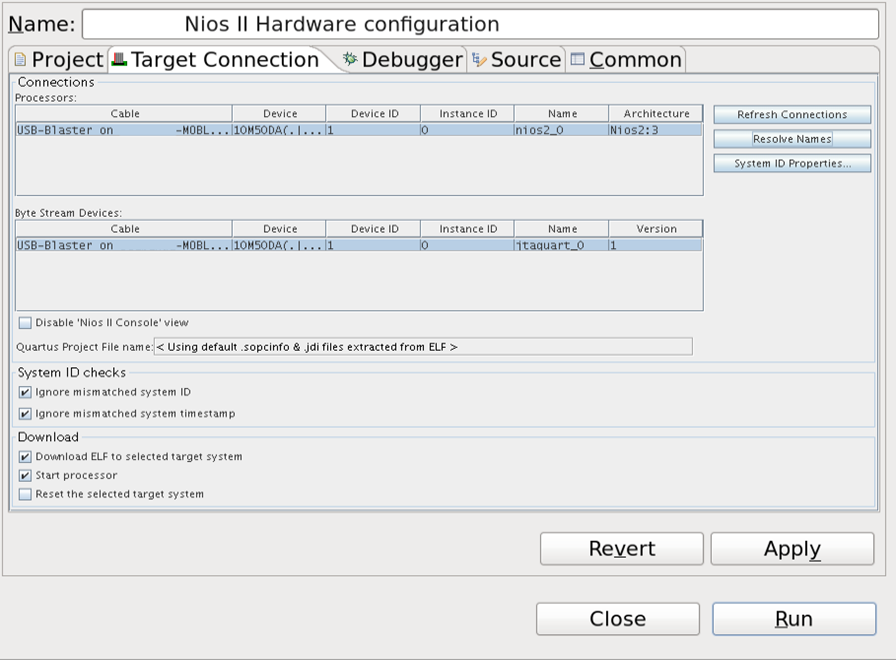 Name: Nios II Hardware configuration
Project Target Connection Debugger Source Common
Connections
Processors:
Cable Device Device ID Instance ID Name Architecture
USB-Blaster on -MOBL... 10M50DA(.|... 1 0 nios2_0 Nios2:3
Refresh Connections
Resolve Names
System ID Properties...
Byte Stream Devices:
Cable Device Device ID Instance ID Name Version
USB-Blaster on -MOBL... 10M50DA(.|... 1 0 jtaguart_0 1
Disable 'Nios II Console' view
Quartus Project File name: < Using default .sopcinfo & .jdi files extracted from ELF >
System ID checks
Ignore mismatched system ID
Ignore mismatched system timestamp
Download
Download ELF to selected target system
Start processor
Reset the selected target system
Revert Apply
Close Run